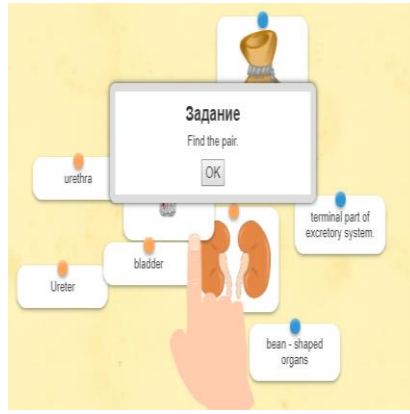 Задание
Find the pair.
OK
urethra
terminal part of
excretory system.
bladder
Ureter
bean - shaped
organs